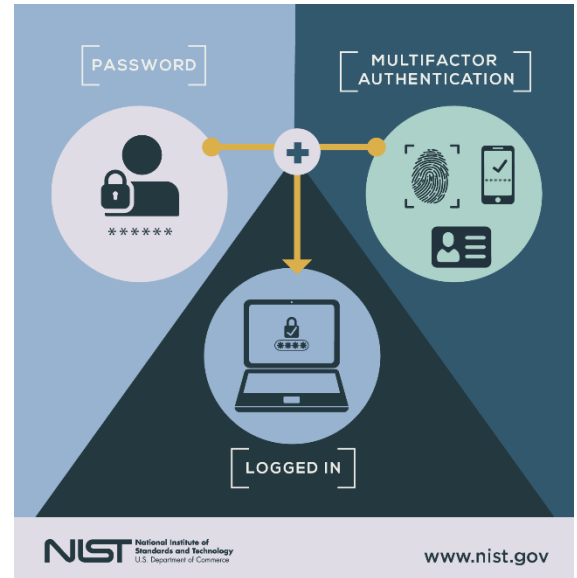 PASSWORD
MULTIFACTOR
AUTHENTICATION
******
****
LOGGED IN
NIST
National Institute of
Standards and Technology
U.S. Department of Commerce
www.nist.gov